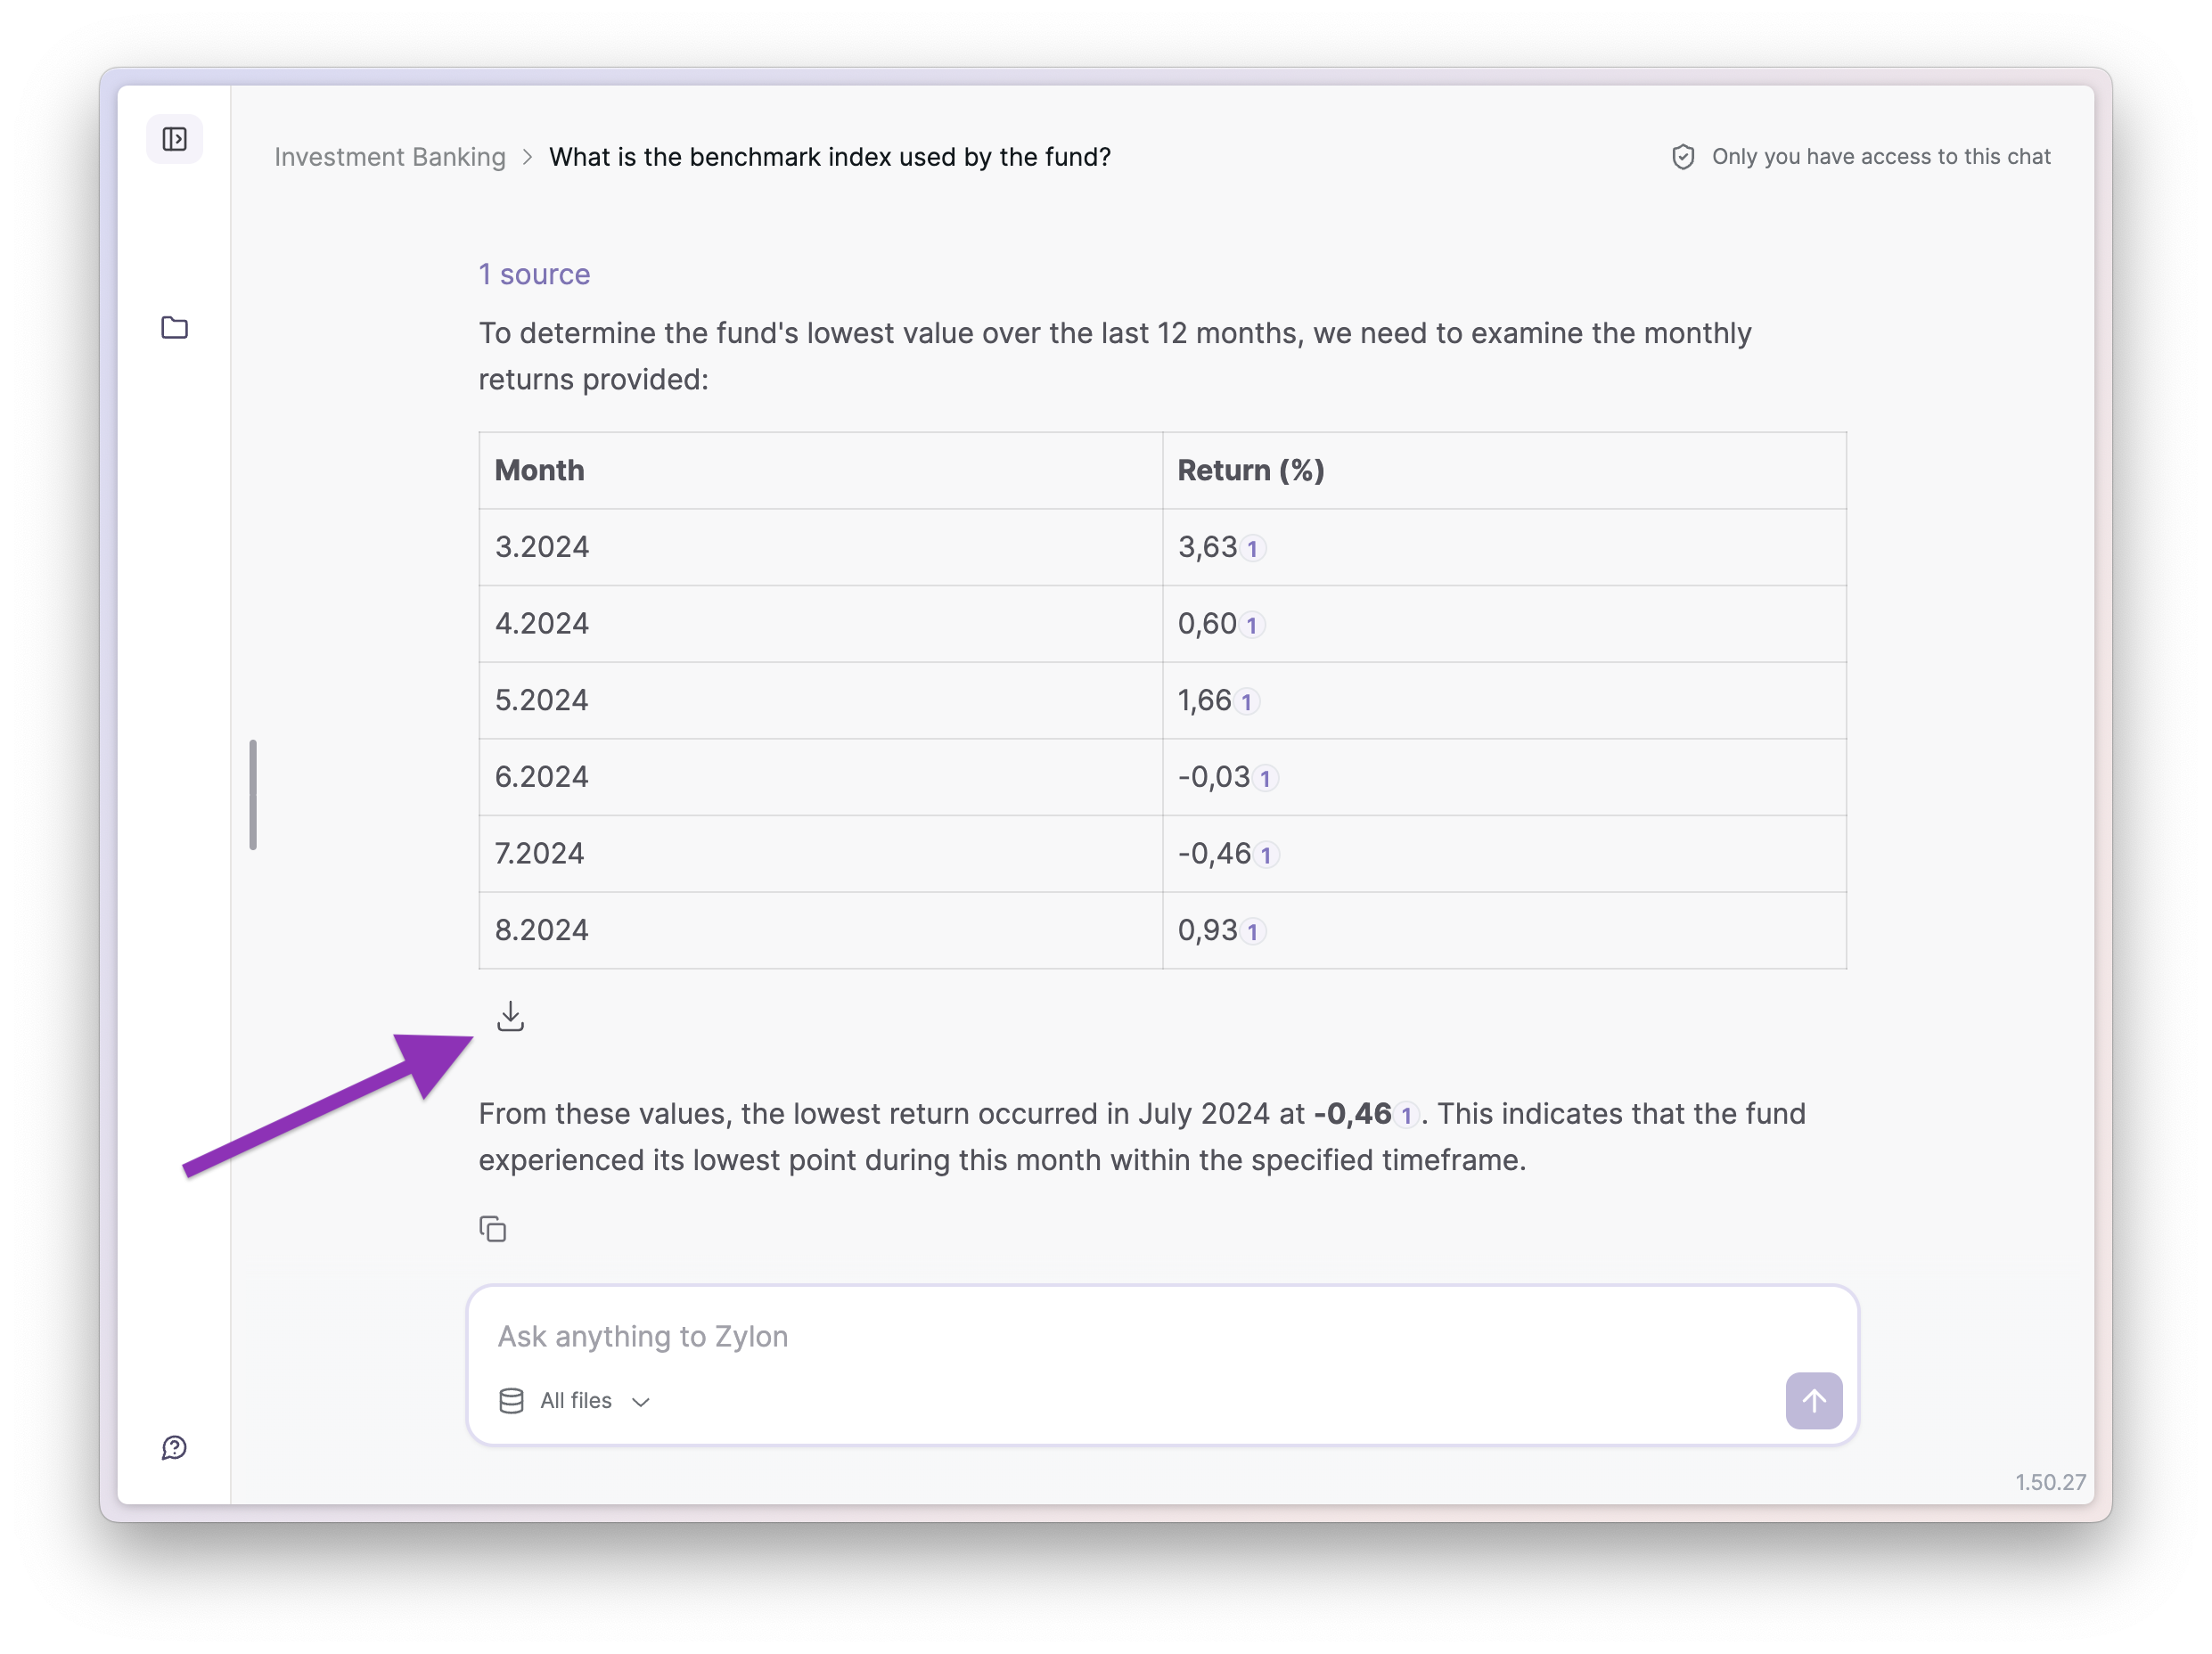 Investment Banking > What is the benchmark index used by the fund?
Only you have access to this chat
1 source
To determine the fund's lowest value over the last 12 months, we need to examine the monthly
returns provided:
Month Return (%)
3.2024 3,63 1
4.2024 0,60 1
5.2024 1,66 1
6.2024 -0,03 1
7.2024 -0,46 1
8.2024 0,93 1
From these values, the lowest return occurred in July 2024 at -0,46 1. This indicates that the fund
experienced its lowest point during this month within the specified timeframe.
Ask anything to Zylon
All files
1.50.27